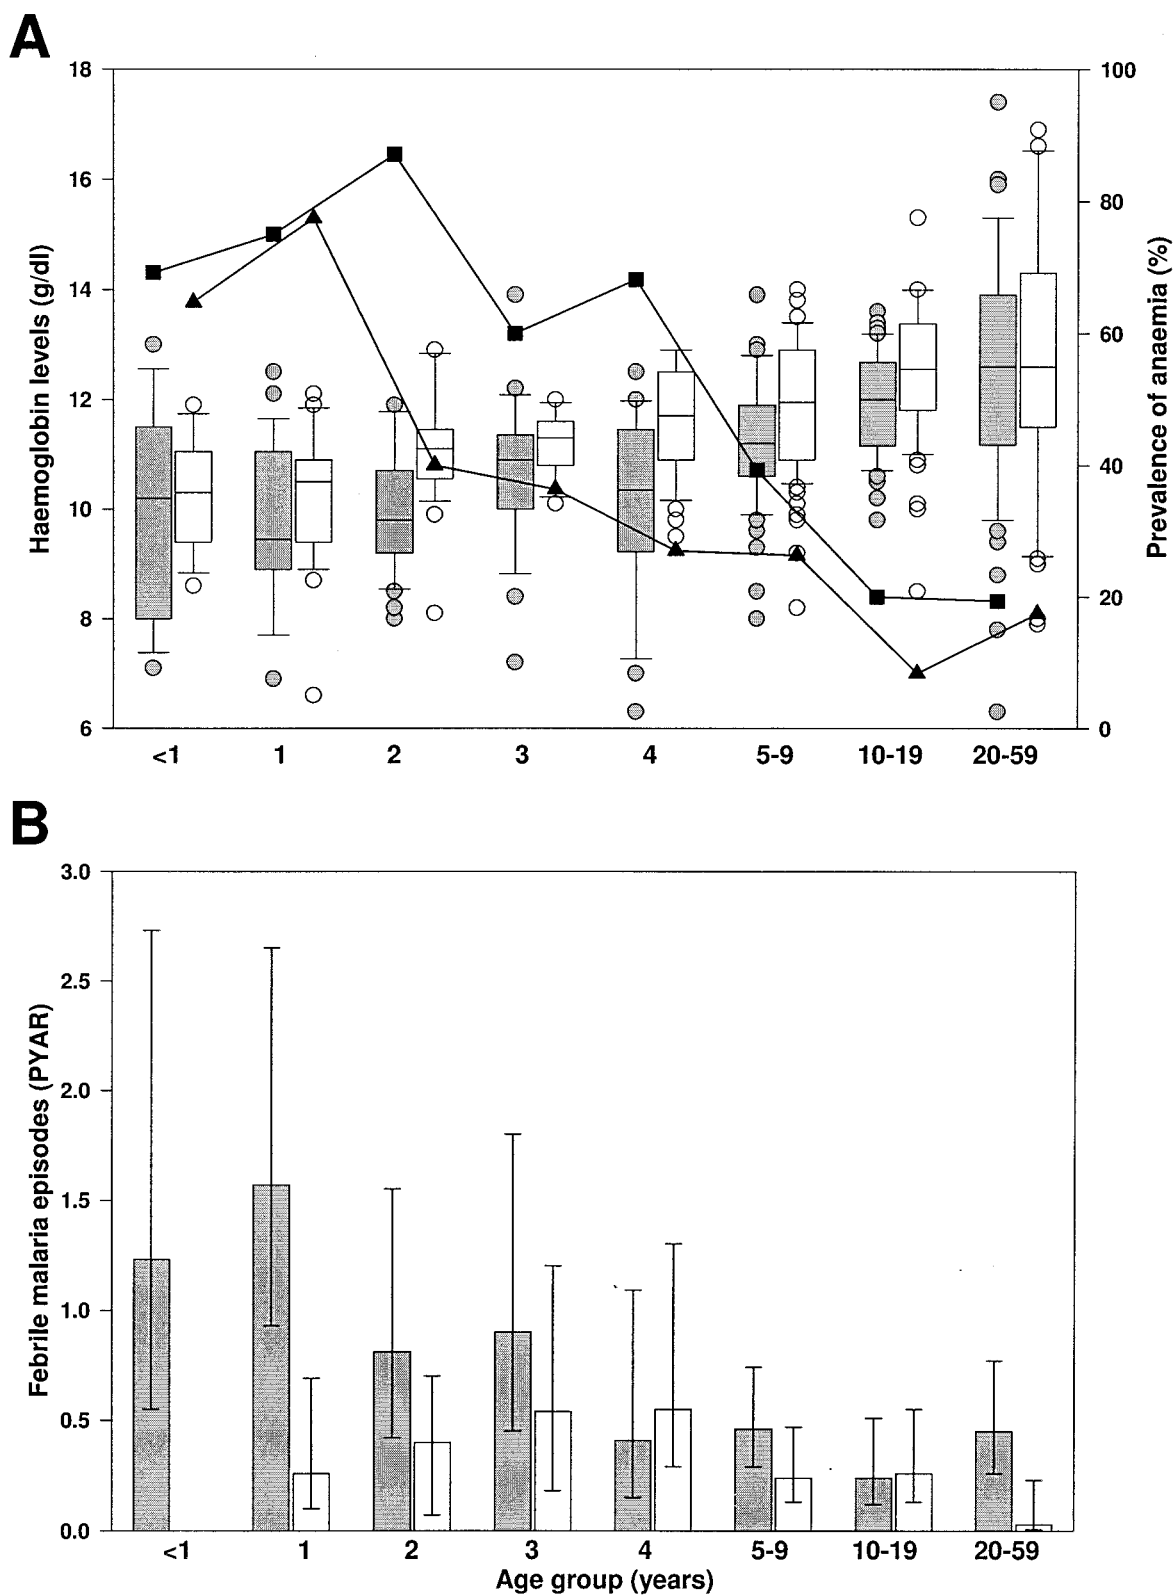 A
18
16
14
12
10
8
6
Haemoglobin levels (g/dl)
100
80
60
40
20
0
Prevalence of anaemia (%)
<1 1 2 3 4 5-9 10-19 20-59
B
3.0
2.5
2.0
1.5
1.0
0.5
0.0
Febrile malaria episodes (PYAR)
<1 1 2 3 4 5-9 10-19 20-59
Age group (years)